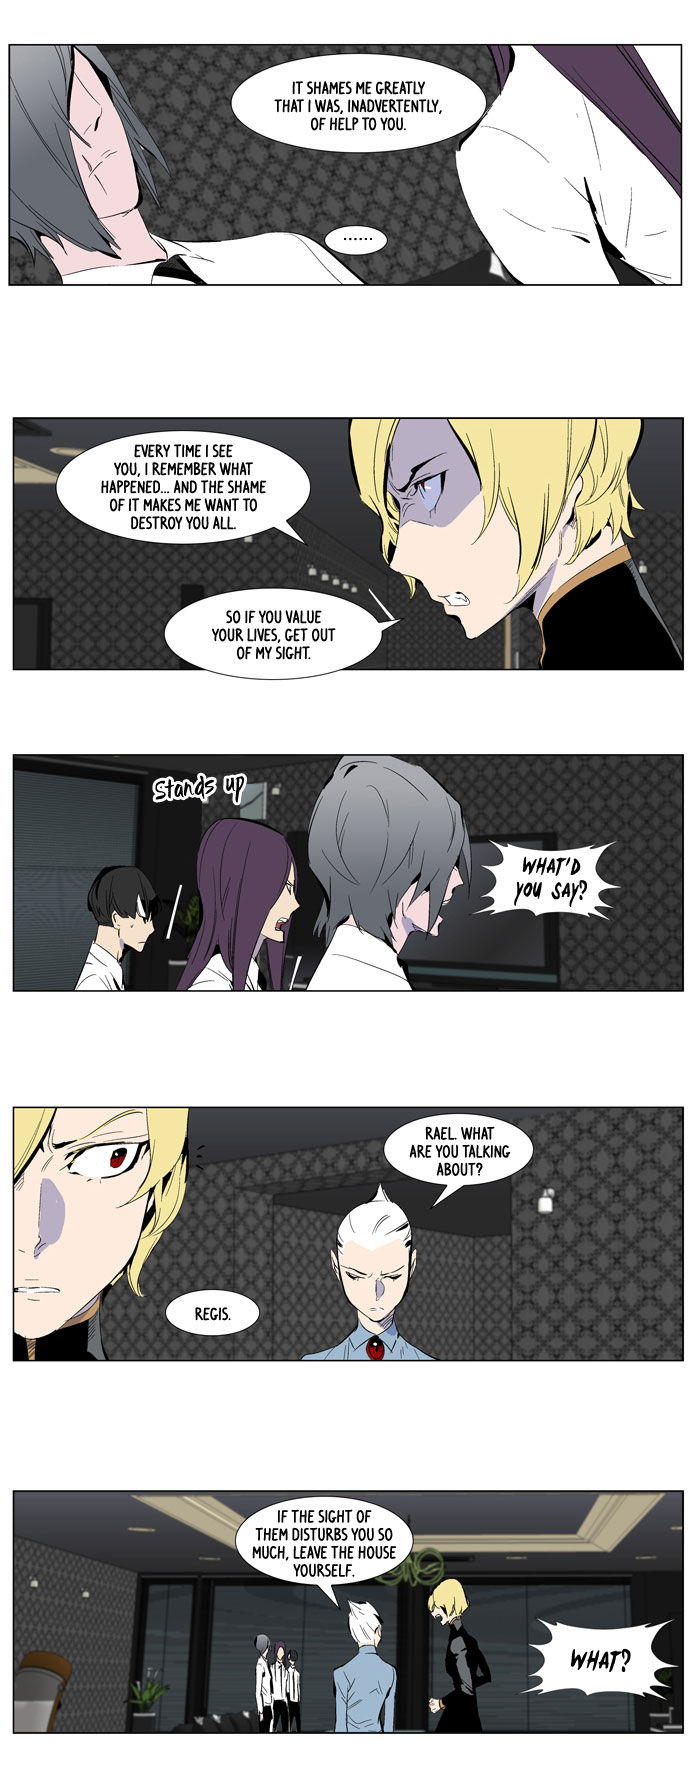 IT SHAMES ME GREATLY
THAT I WAS, INADVERTENTLY,
OF HELP TO YOU.
......
EVERY TIME I SEE
YOU, I REMEMBER WHAT
HAPPENED... AND THE SHAME
OF IT MAKES ME WANT TO
DESTROY YOU ALL.
SO IF YOU VALUE
YOUR LIVES, GET OUT
OF MY SIGHT.
Stands up
WHAT'D
YOU SAY?
RAEL. WHAT
ARE YOU TALKING
ABOUT?
REGIS.
IF THE SIGHT OF
THEM DISTURBS YOU SO
MUCH, LEAVE THE HOUSE
YOURSELF.
WHAT?